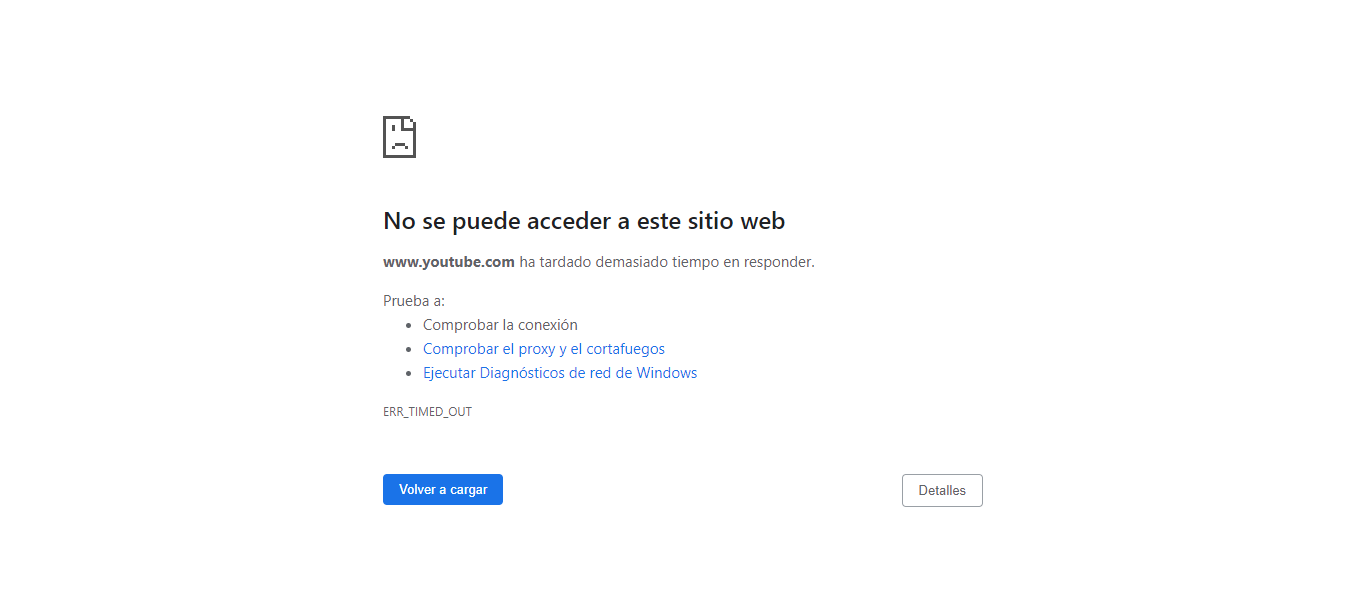 No se puede acceder a este sitio web
www.youtube.com ha tardado demasiado tiempo en responder.
Prueba a:
Comprobar la conexión
Comprobar el proxy y el cortafuegos
Ejecutar Diagnósticos de red de Windows
ERR_TIMED_OUT
Volver a cargar
Detalles